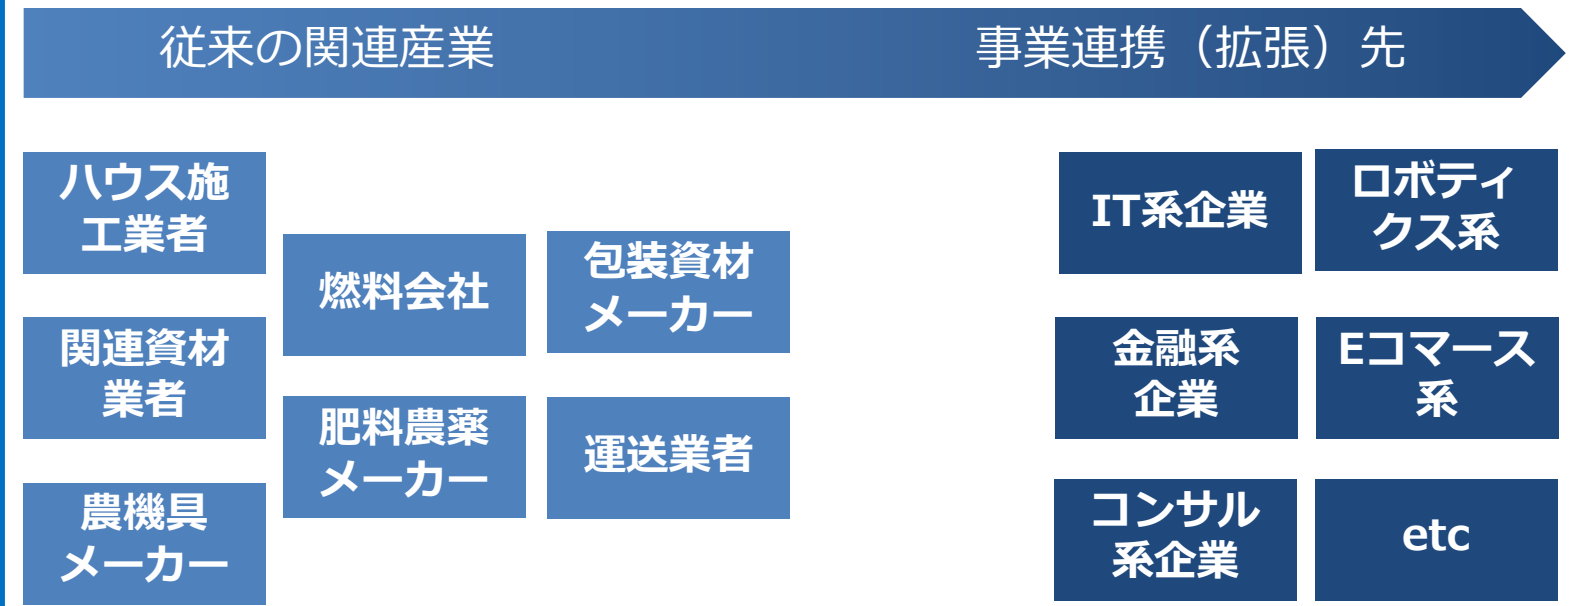 従来の関連産業
事業連携（拡張）先
ハウス施
工業者
関連資材
業者
農機具
メーカー
燃料会社
肥料農薬
メーカー
包装資材
メーカー
運送業者
IT系企業
ロボティ
クス系
金融系
企業
Eコマース
系
コンサル
系企業
etc